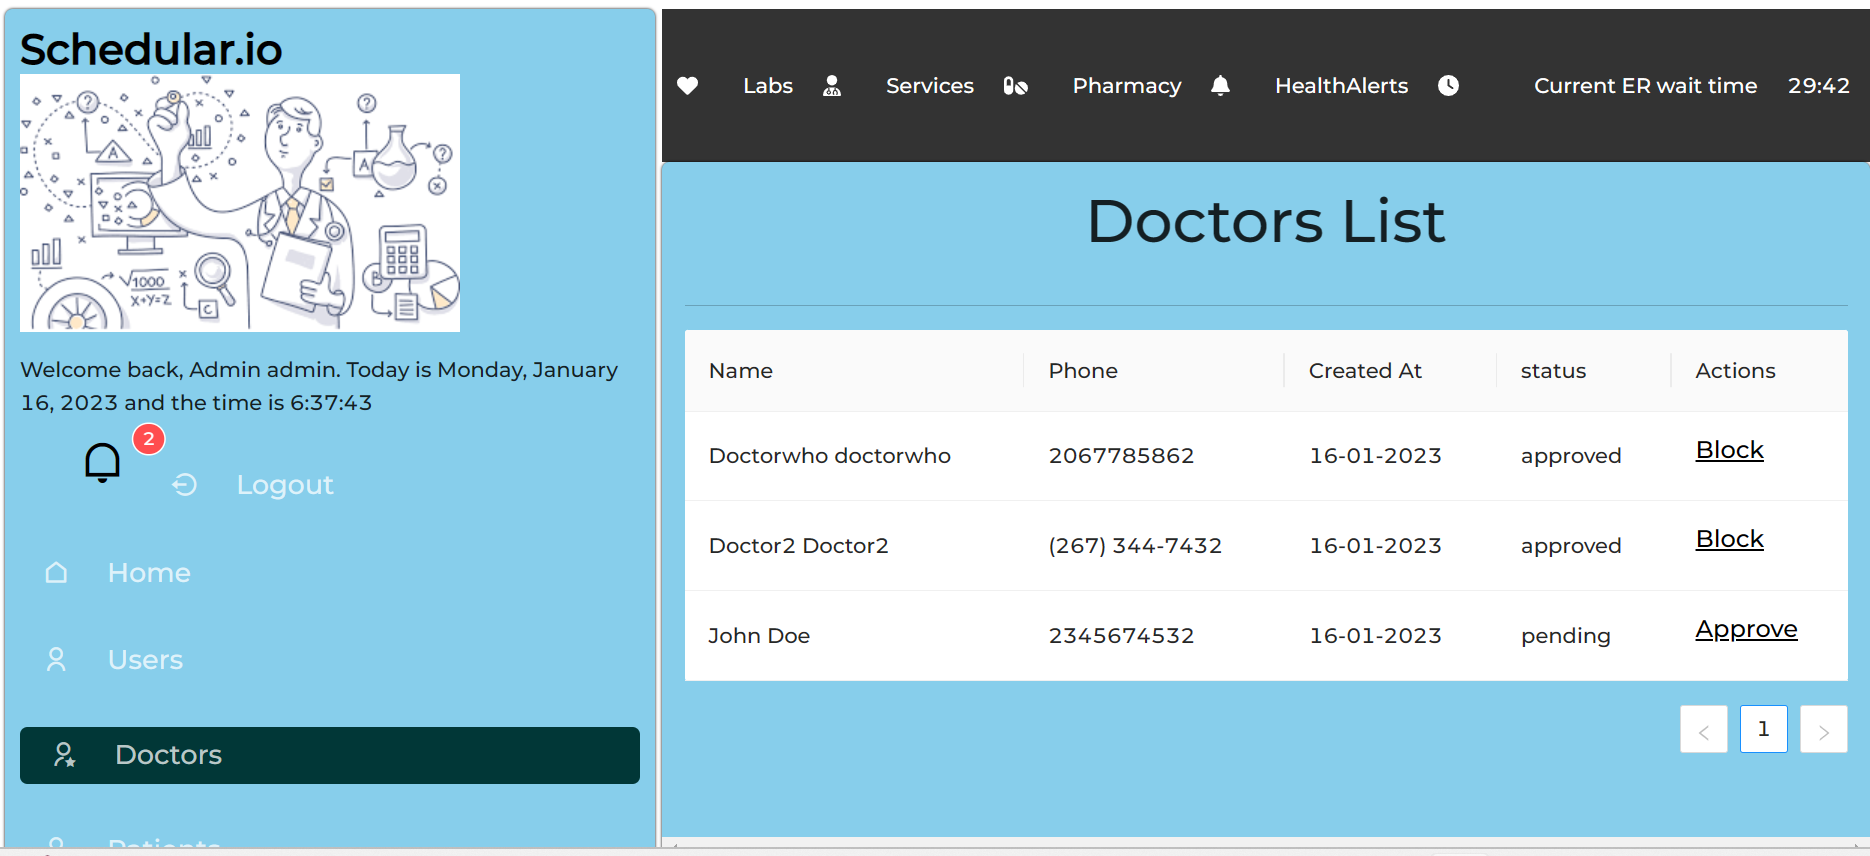 Schedular.io
? ? ?
A A
√1000
X+Y=Z C B
Welcome back, Admin admin. Today is Monday, January
16, 2023 and the time is 6:37:43
2
Logout
Home
Users
Doctors
Patients
Labs Services Pharmacy HealthAlerts Current ER wait time 29:42
Doctors List
Name Phone Created At status Actions
Doctorwho doctorwho 2067785862 16-01-2023 approved Block
Doctor2 Doctor2 (267) 344-7432 16-01-2023 approved Block
John Doe 2345674532 16-01-2023 pending Approve
< 1 >